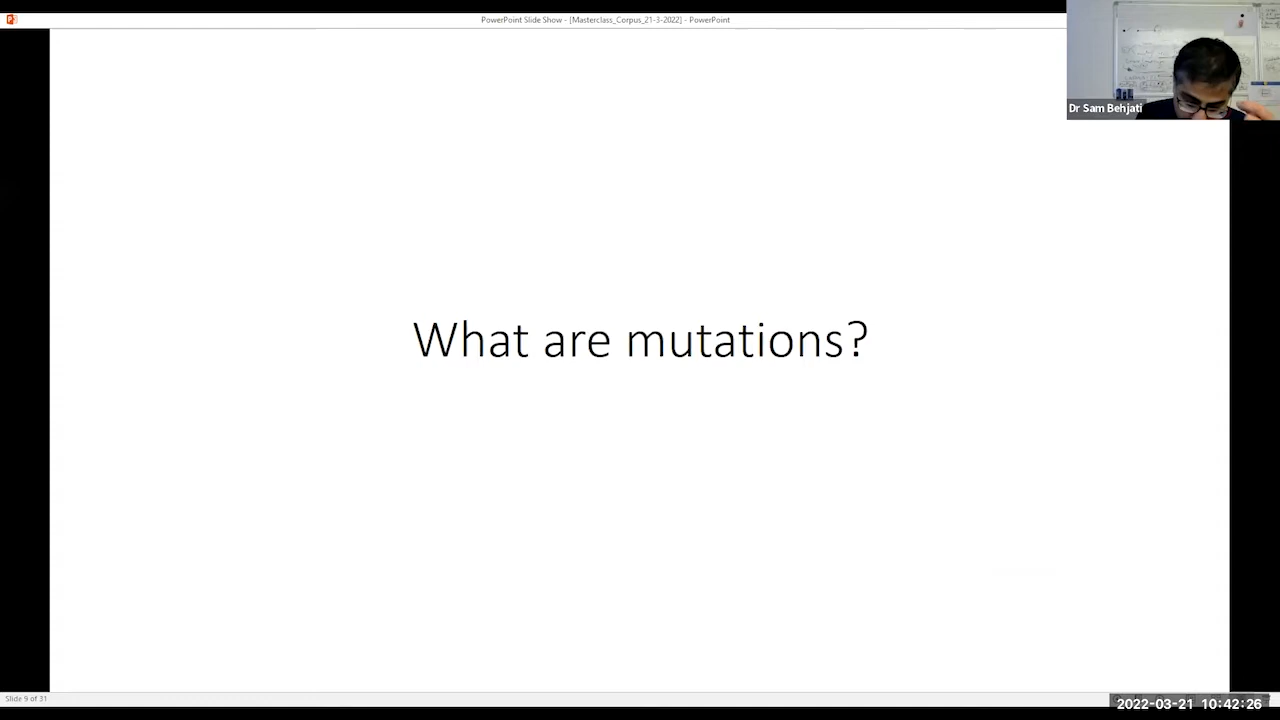 PowerPoint Slide Show - [Masterclass_Corpus_21-3-2022] - PowerPoint
Dr Sam Behjati
What are mutations?
Slide 9 of 31
2022-03-21 10:42:26